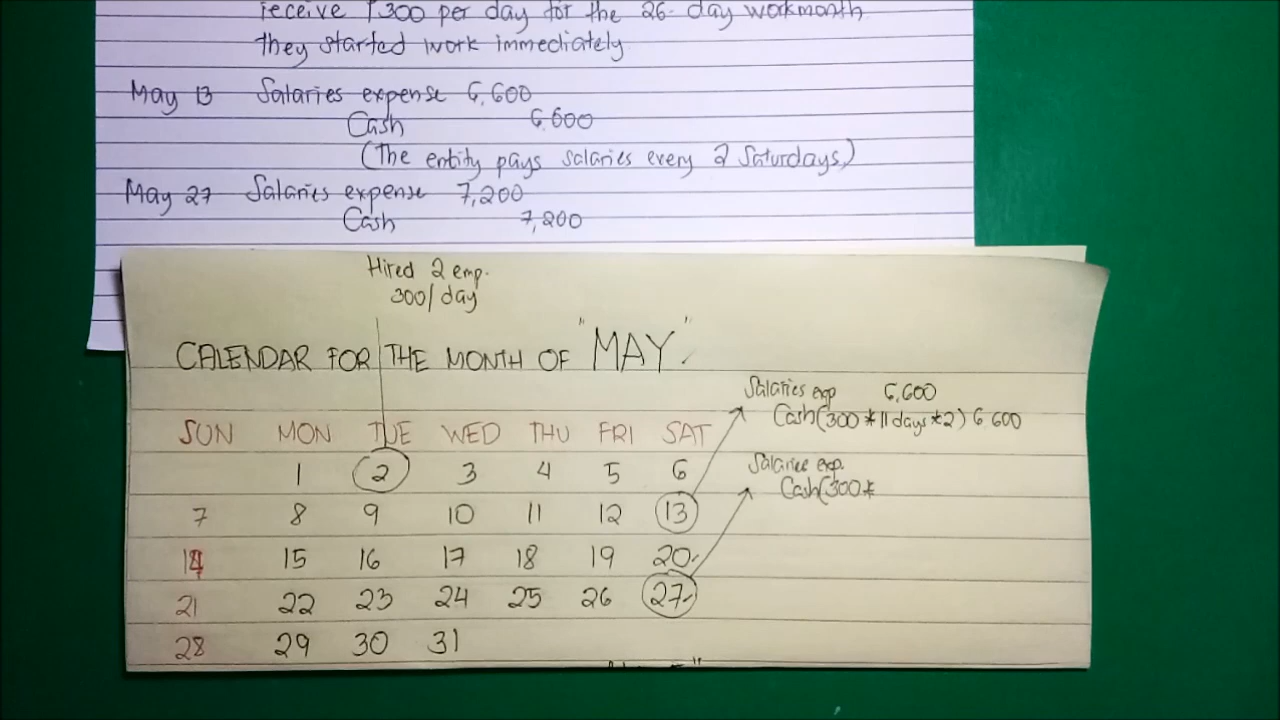 receive ₱300 per day for the 26- day workmonth
they started work immediately
May 13 Salaries expense 6,600
Cash 6,600
(The entity pays salaries every 2 Saturdays)
May 27 Salaries expense 7,200
Cash 7,200
Hired 2 emp.
300/day
CALENDAR FOR THE MONTH OF "MAY"
Salaries exp 6,600
Cash(300*11days*2) 6,600
SUN MON TUE WED THU FRI SAT
Salaries exp.
1 2 3 4 5 6
Cash(300*
7 8 9 10 11 12 13
14 15 16 17 18 19 20
21 22 23 24 25 26 27
28 29 30 31